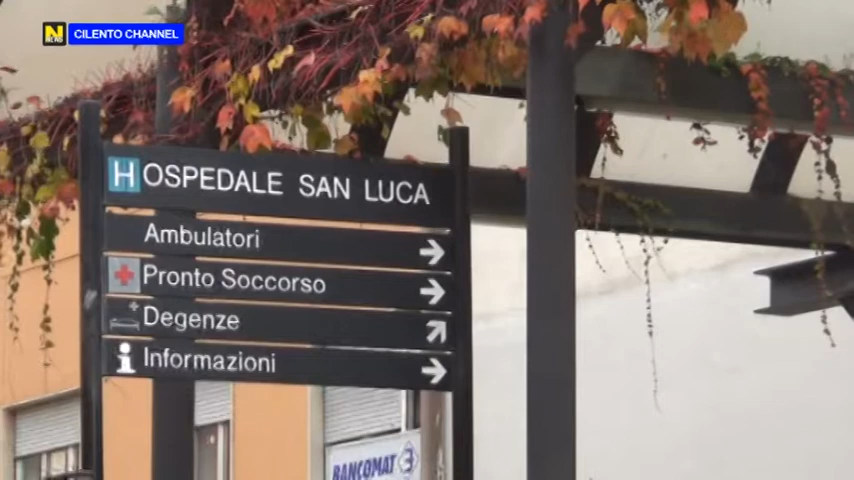 CILENTO CHANNEL
HOSPEDALE SAN LUCA
Ambulatori
Pronto Soccorso
Degenze
i Informazioni
BANCOMAT